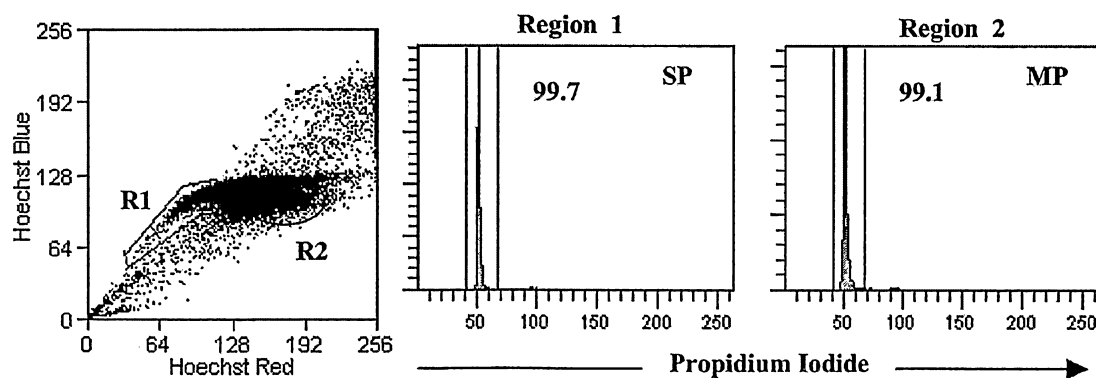 256
192
128
64
0
Hoechst Blue
R1
R2
0 64 128 192 256
Hoechst Red
Region 1
SP
99.7
50 100 150 200 250
Region 2
MP
99.1
50 100 150 200 250
Propidium Iodide